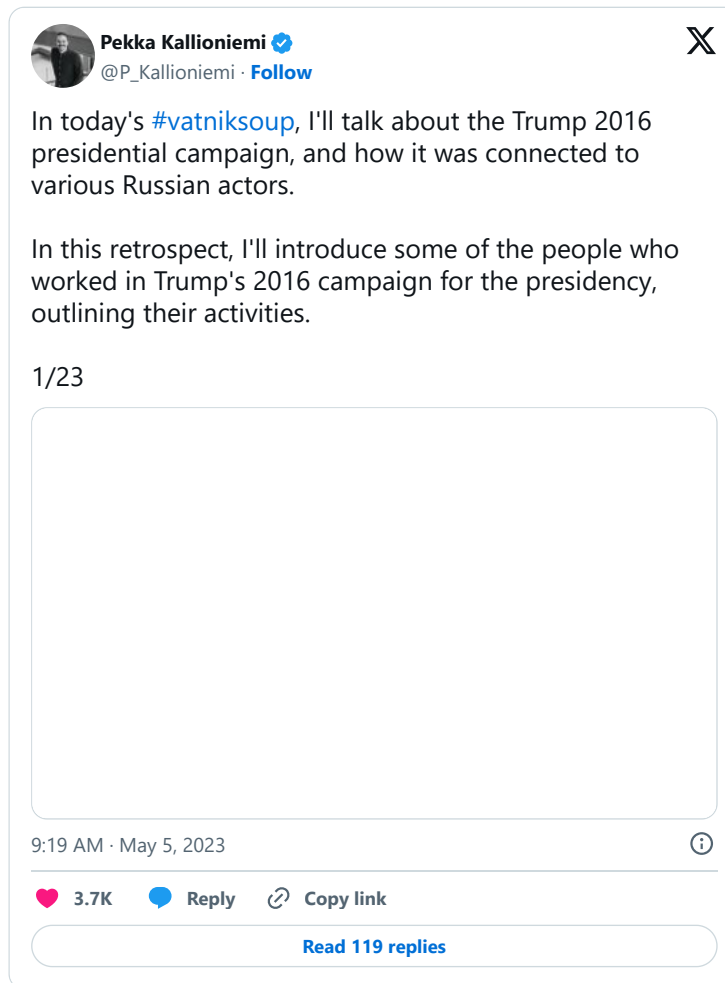 Pekka Kallioniemi
@P_Kallioniemi · Follow
In today's #vatniksoup, I'll talk about the Trump 2016
presidential campaign, and how it was connected to
various Russian actors.
In this retrospect, I'll introduce some of the people who
worked in Trump's 2016 campaign for the presidency,
outlining their activities.
1/23
9:19 AM · May 5, 2023
3.7K Reply Copy link
Read 119 replies